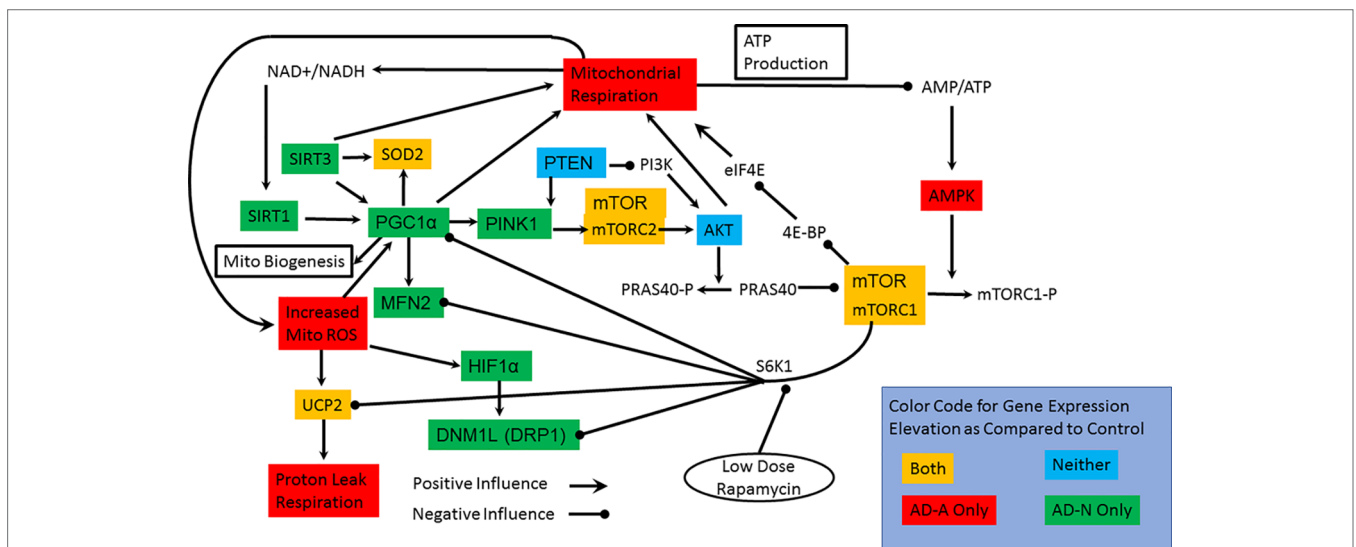 ATP
Production
NAD+/NADH
Mitochondrial
Respiration
AMP/ATP
SIRT3
SOD2
PTEN
PI3K
eIF4E
AMPK
SIRT1
PGC1α
PINK1
mTOR
mTORC2
AKT
4E-BP
Mito Biogenesis
MFN2
PRAS40-P
PRAS40
mTOR
mTORC1
mTORC1-P
Increased
Mito ROS
HIF1α
S6K1
UCP2
DNM1L (DRP1)
Proton Leak
Respiration
Positive Influence
Negative Influence
Low Dose
Rapamycin
Color Code for Gene Expression
Elevation as Compared to Control
Both
Neither
AD-A Only
AD-N Only